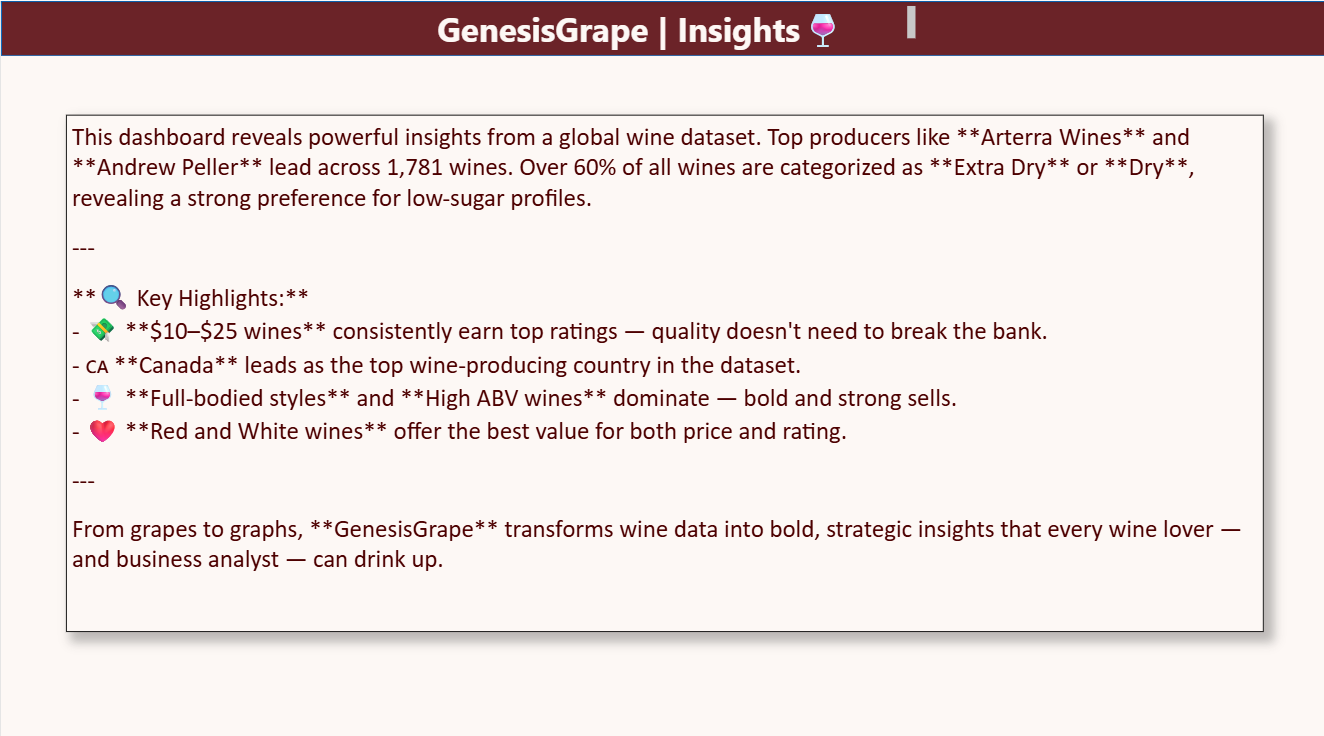 GenesisGrape | Insights🍷
This dashboard reveals powerful insights from a global wine dataset. Top producers like **Arterra Wines** and
**Andrew Peller** lead across 1,781 wines. Over 60% of all wines are categorized as **Extra Dry** or **Dry**,
revealing a strong preference for low-sugar profiles.
---
**🔍 Key Highlights:**
- 💸 **$10–$25 wines** consistently earn top ratings — quality doesn't need to break the bank.
- CA **Canada** leads as the top wine-producing country in the dataset.
- 🍷 **Full-bodied styles** and **High ABV wines** dominate — bold and strong sells.
- ❤️ **Red and White wines** offer the best value for both price and rating.
---
From grapes to graphs, **GenesisGrape** transforms wine data into bold, strategic insights that every wine lover —
and business analyst — can drink up.